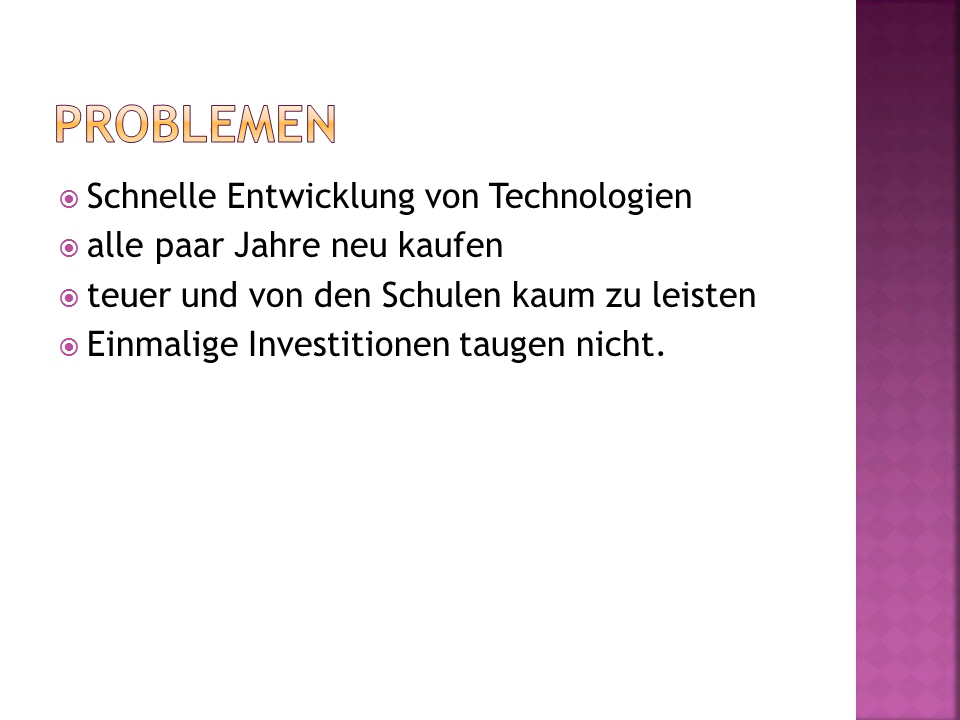 PROBLEMEN
Schnelle Entwicklung von Technologien
alle paar Jahre neu kaufen
teuer und von den Schulen kaum zu leisten
Einmalige Investitionen taugen nicht.